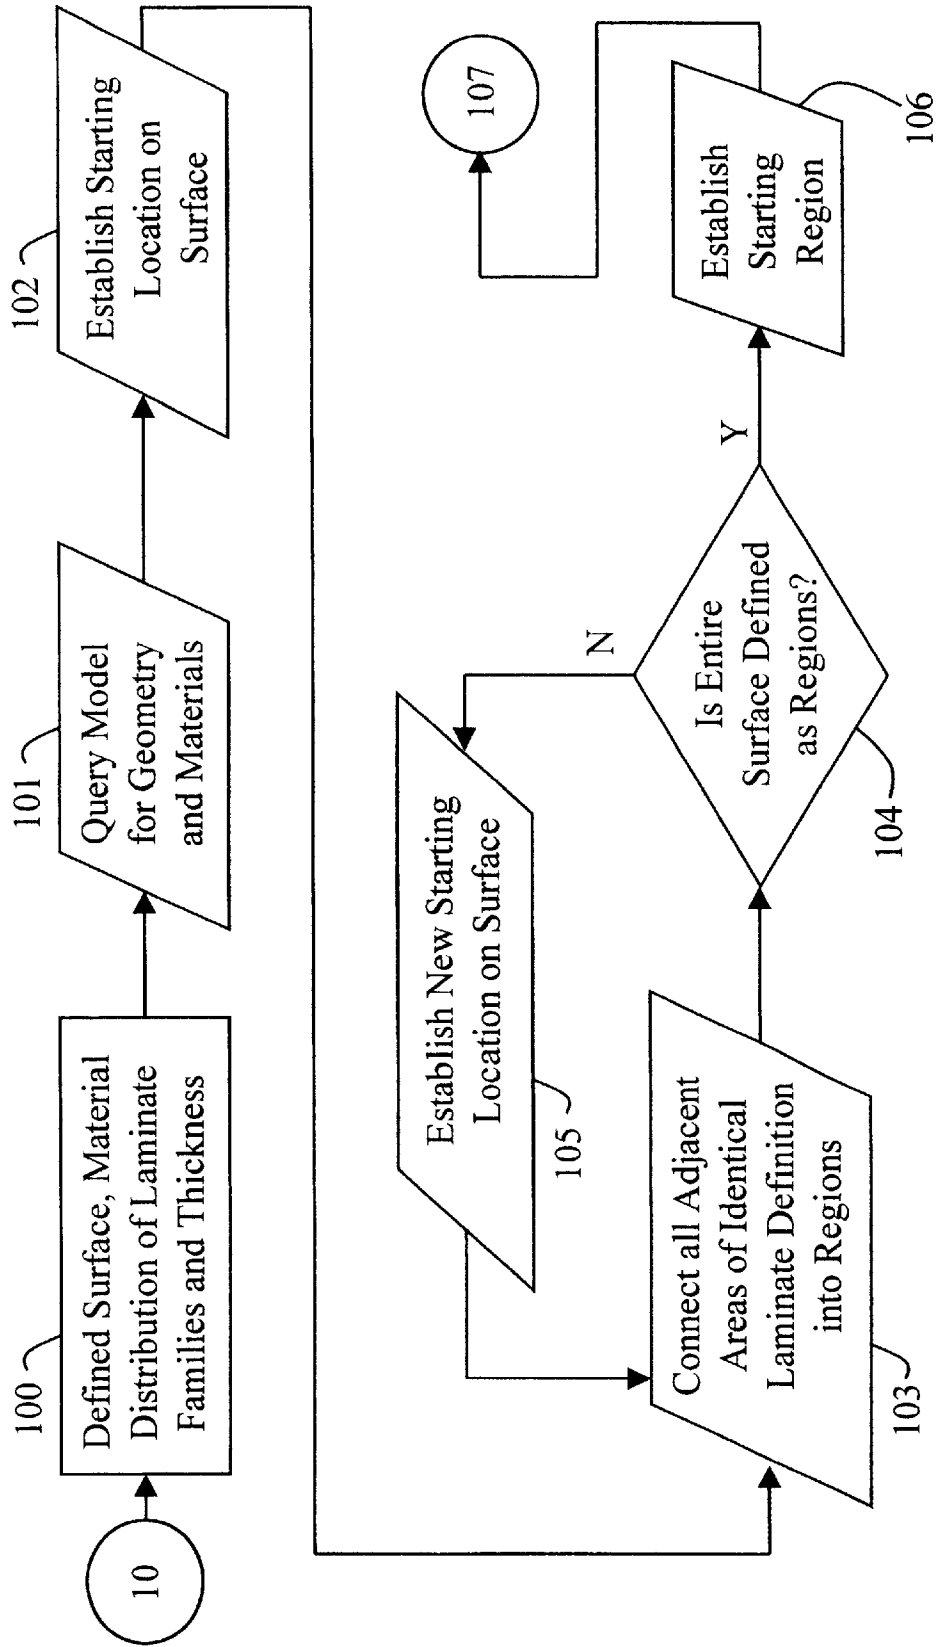 10
100
Defined Surface, Material
Distribution of Laminate
Families and Thickness
101
Query Model
for Geometry
and Materials
102
Establish Starting
Location on
Surface
103
Connect all Adjacent
Areas of Identical
Laminate Definition
into Regions
104
Is Entire
Surface Defined
as Regions?
N
Y
105
Establish New Starting
Location on Surface
106
Establish
Starting
Region
107